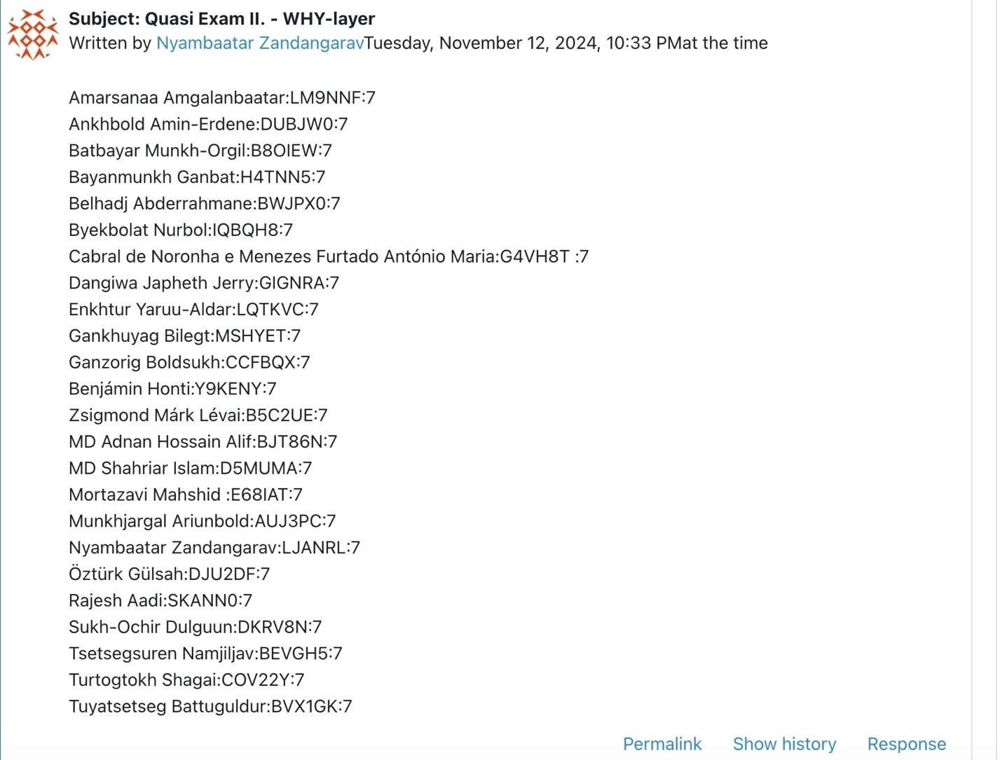 Subject: Quasi Exam II. - WHY-layer
Written by Nyambaatar ZandangaravTuesday, November 12, 2024, 10:33 PMat the time
Amarsanaa Amgalanbaatar:LM9NNF:7
Ankhbold Amin-Erdene:DUBJW0:7
Batbayar Munkh-Orgil:B8OIEW:7
Bayanmunkh Ganbat:H4TNN5:7
Belhadj Abderrahmane:BWJPX0:7
Byekbolat Nurbol:IQBQH8:7
Cabral de Noronha e Menezes Furtado António Maria:G4VH8T :7
Dangiwa Japheth Jerry:GIGNRA:7
Enkhtur Yaruu-Aldar:LQTKVC:7
Gankhuyag Bilegt:MSHYET:7
Ganzorig Boldsukh:CCFBQX:7
Benjámin Honti:Y9KENY:7
Zsigmond Márk Lévai:B5C2UE:7
MD Adnan Hossain Alif:BJT86N:7
MD Shahriar Islam:D5MUMA:7
Mortazavi Mahshid :E68IAT:7
Munkhjargal Ariunbold:AUJ3PC:7
Nyambaatar Zandangarav:LJANRL:7
Öztürk Gülsah:DJU2DF:7
Rajesh Aadi:SKANN0:7
Sukh-Ochir Dulguun:DKRV8N:7
Tsetsegsuren Namjiljav:BEVGH5:7
Turtogtokh Shagai:COV22Y:7
Tuyatsetseg Battuguldur:BVX1GK:7
Permalink Show history Response